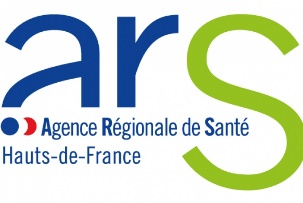 ars
Agence Régionale de Santé
Hauts-de-France